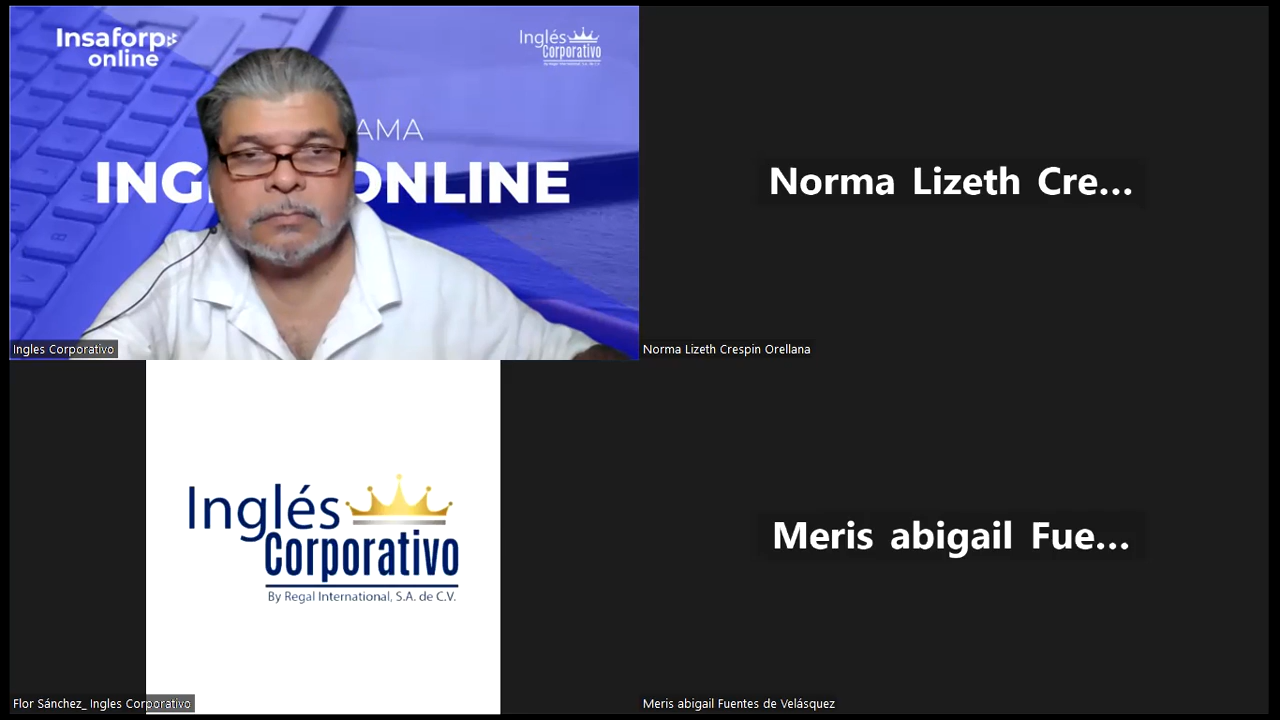 Insaforp
online
Inglés
Corporativo
AMA
ING ONLINE
Ingles Corporativo
Norma Lizeth Cre...
Norma Lizeth Crespin Orellana
Inglés
Corporativo
By Regal International, S.A. de C.V.
Flor Sánchez_ Ingles Corporativo
Meris abigail Fue...
Meris abigail Fuentes de Velásquez